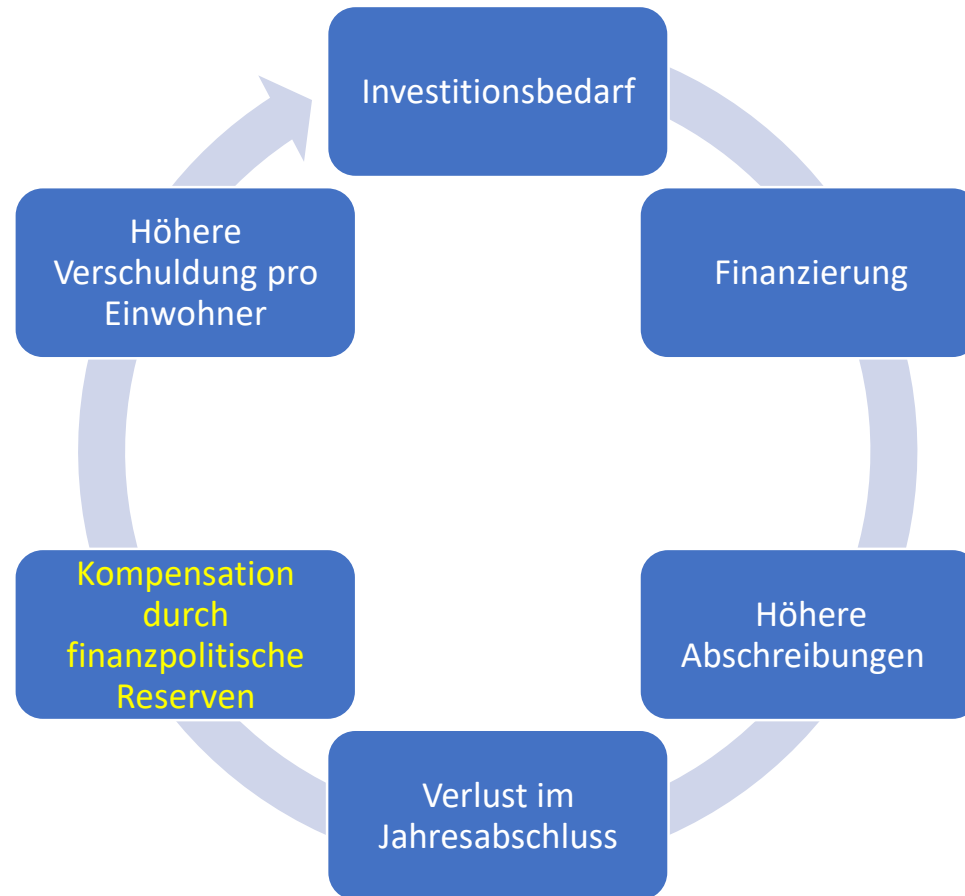 Investitionsbedarf
Finanzierung
Höhere
Abschreibungen
Verlust im
Jahresabschluss
Kompensation
durch
finanzpolitische
Reserven
Höhere
Verschuldung pro
Einwohner